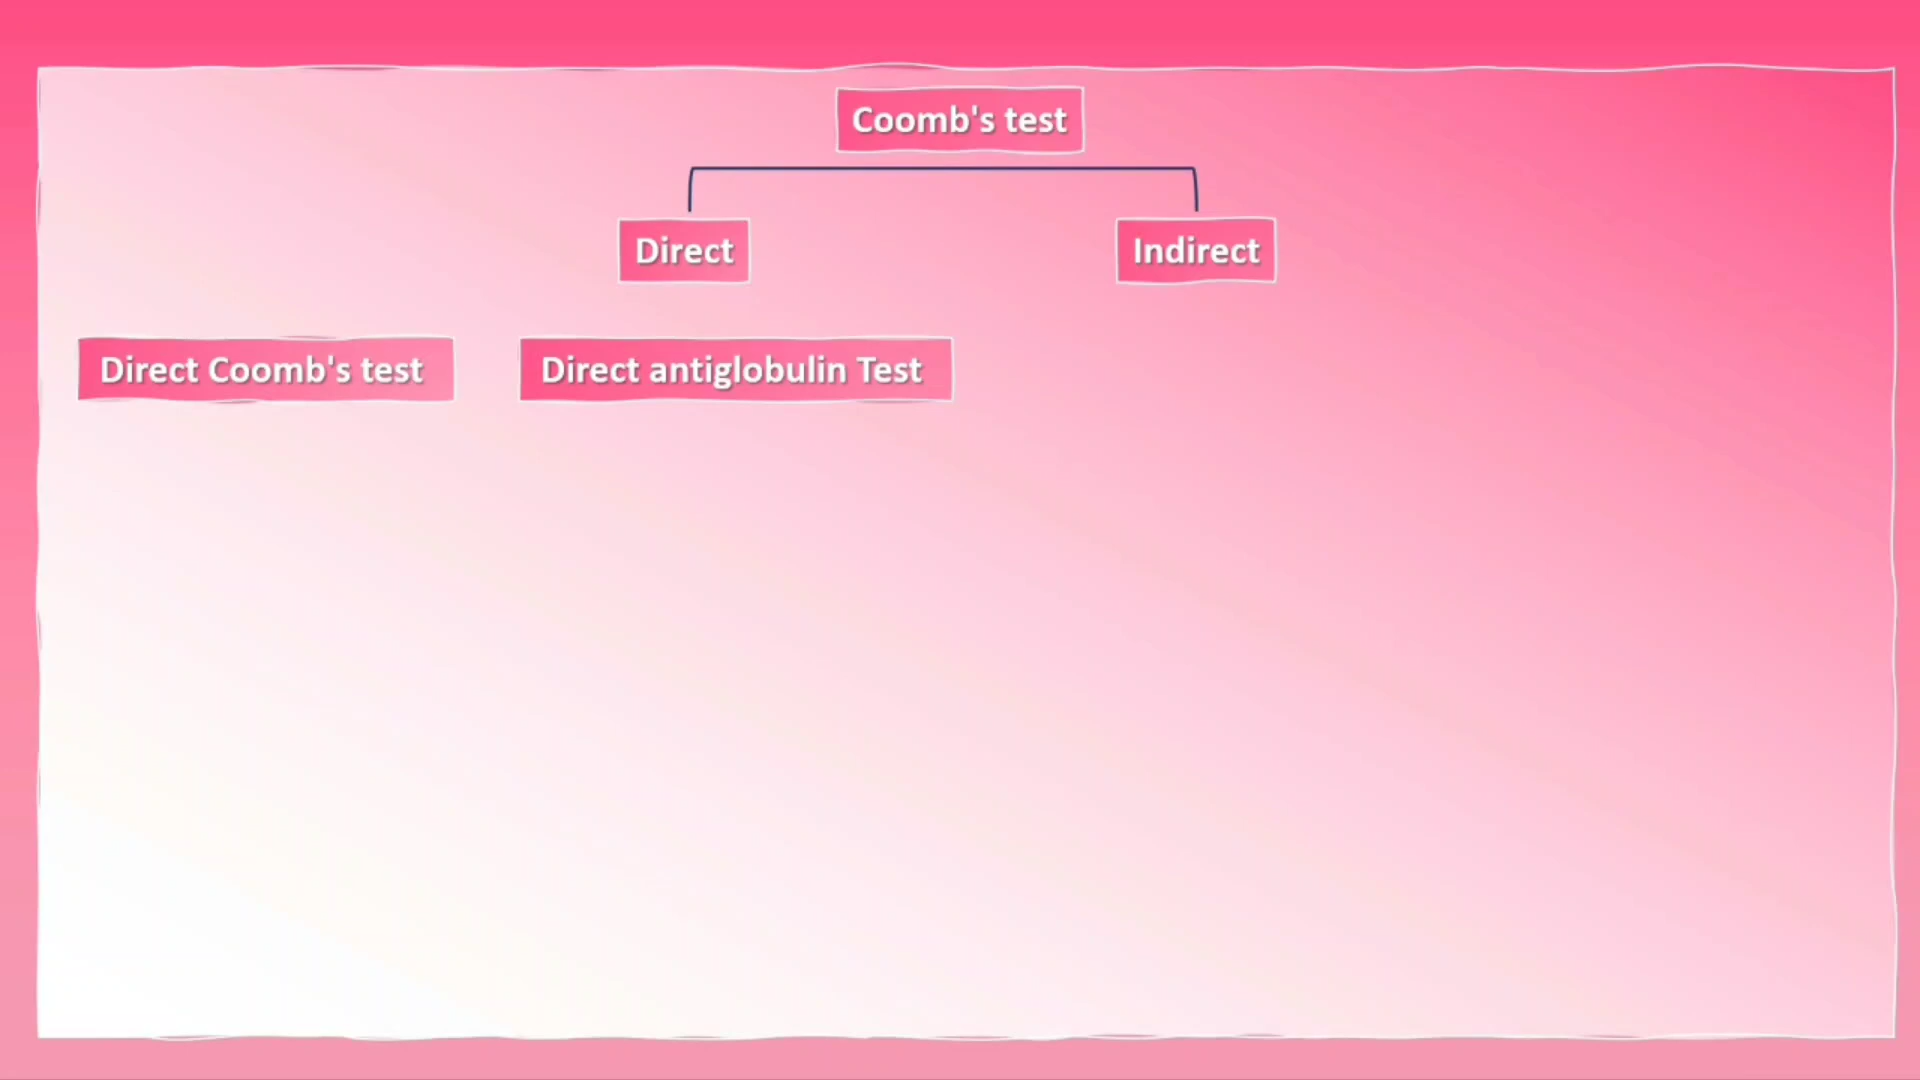 Coomb's test
Direct
Indirect
Direct Coomb's test
Direct antiglobulin Test